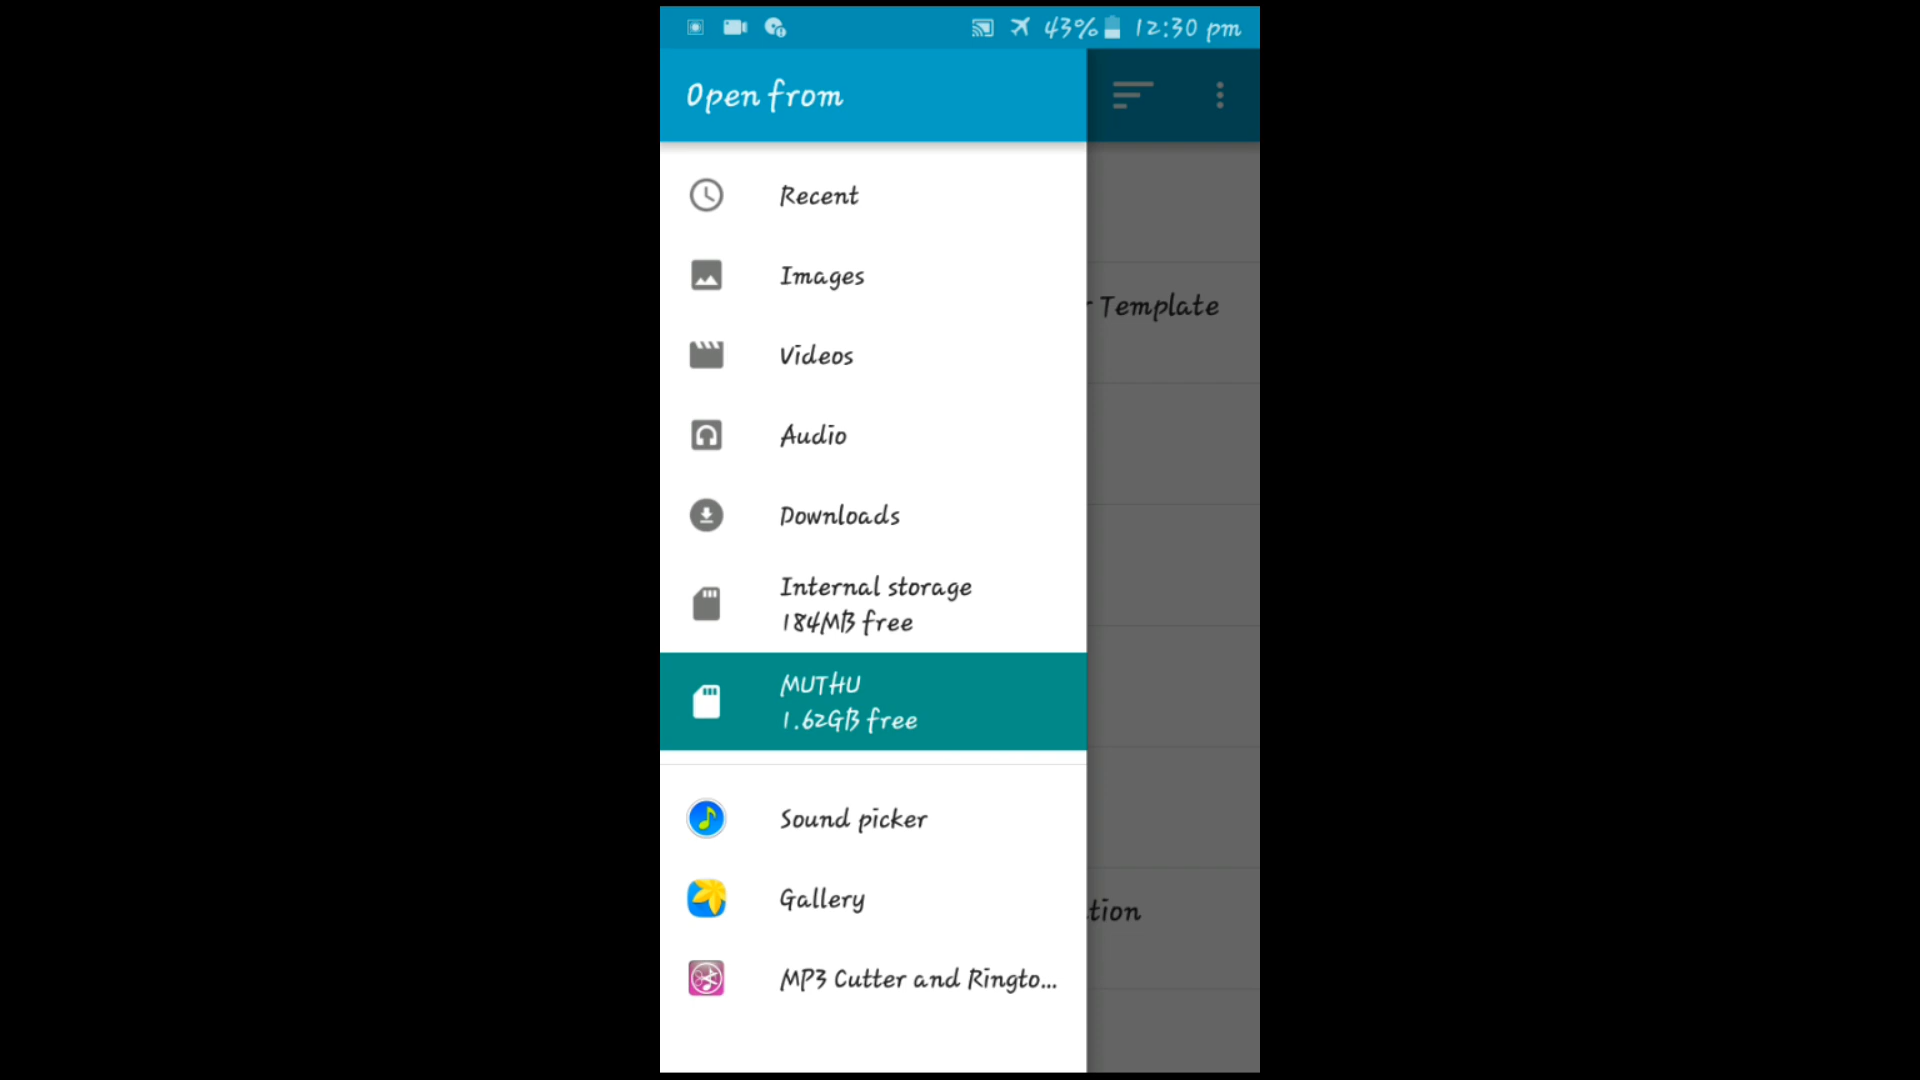 43% 12:30 pm
Open from
Recent
Images
Videos
Audio
Downloads
Internal storage
184MB free
MUTHU
1.62GB free
Sound picker
Gallery
MP3 Cutter and Ringto...
Template
tion